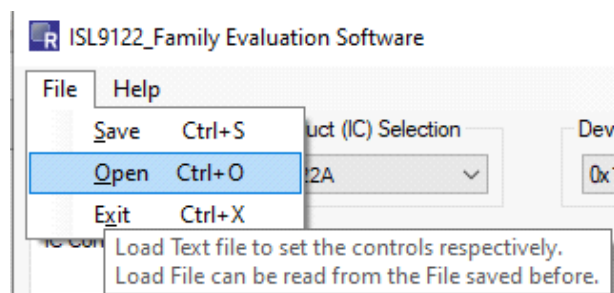 ISL9122_Family Evaluation Software
File Help
Save Ctrl+S
uct (IC) Selection
Dev
Open Ctrl+O
22A
0x
Exit Ctrl+X
Load Text file to set the controls respectively.
Load File can be read from the File saved before.